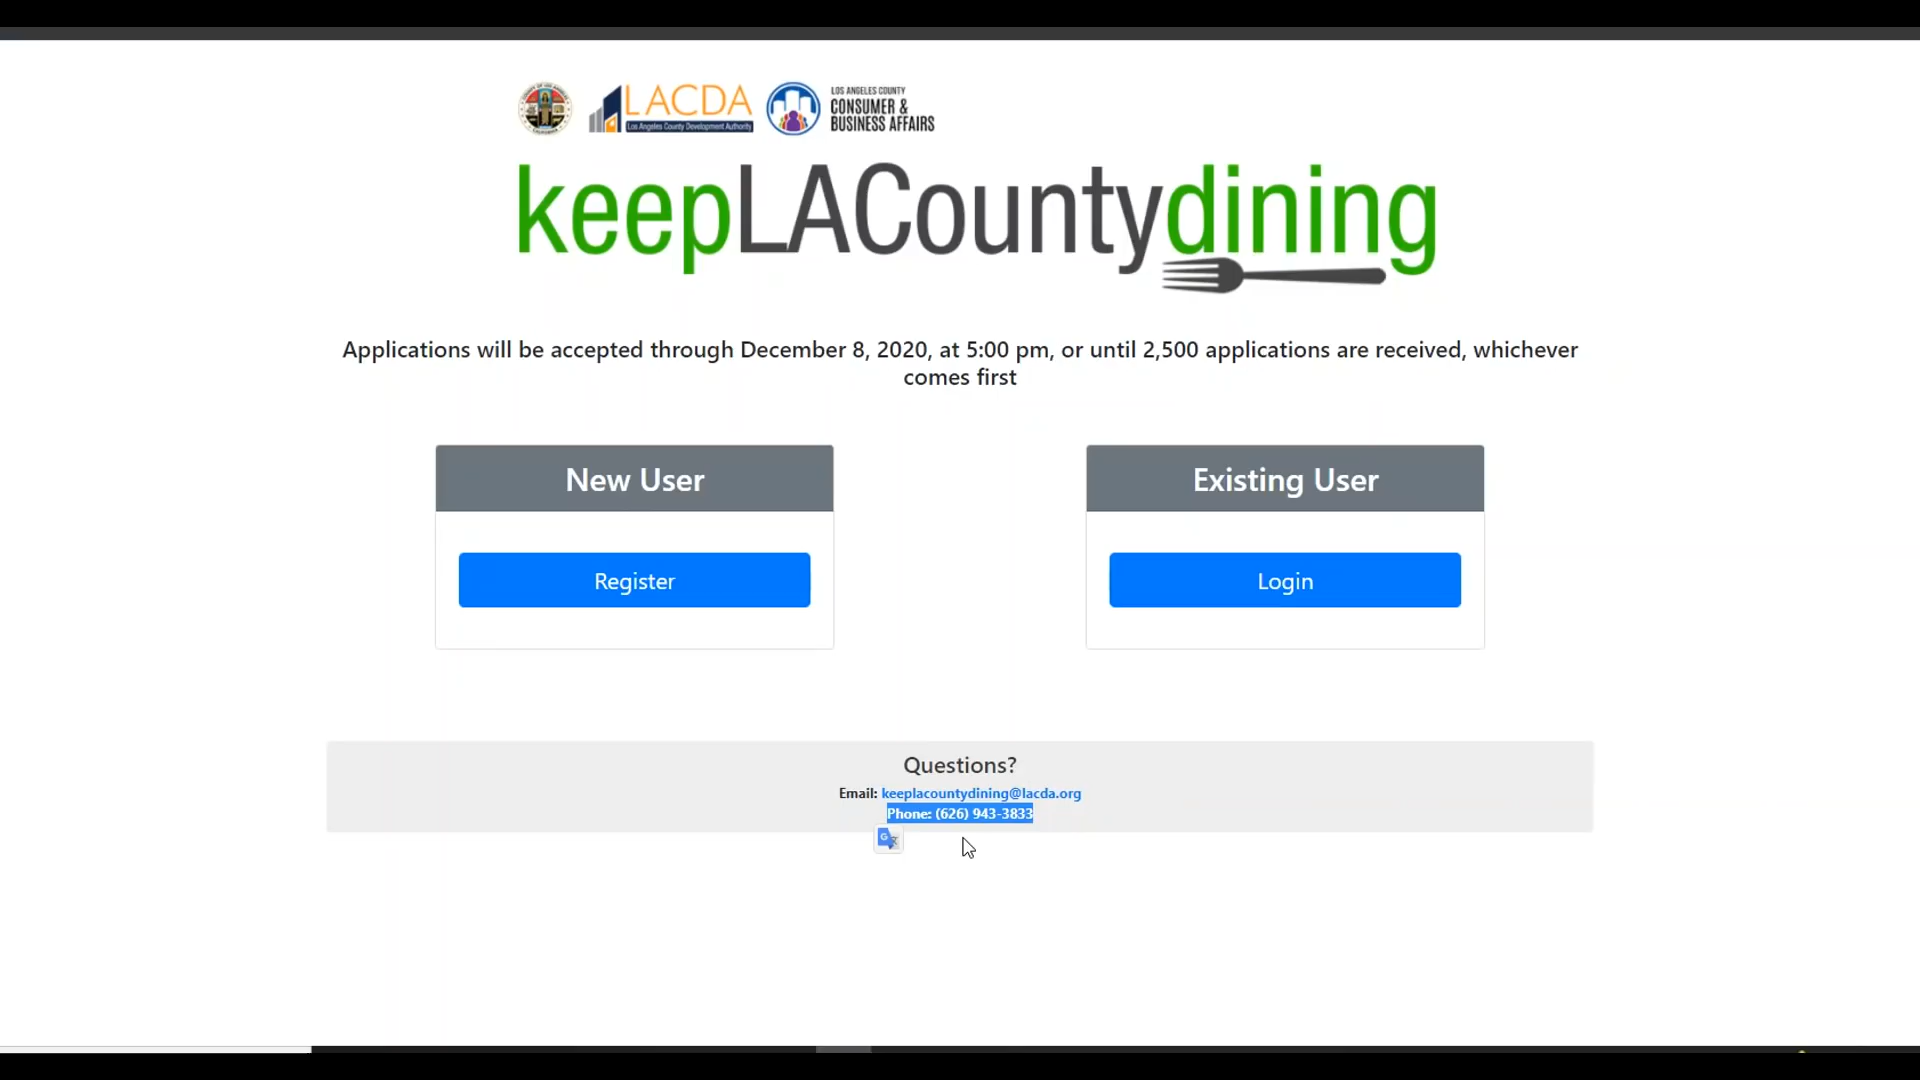 LACDA
Los Angeles County Development Authority
LOS ANGELES COUNTY
CONSUMER &
BUSINESS AFFAIRS
keepLACountydining
Applications will be accepted through December 8, 2020, at 5:00 pm, or until 2,500 applications are received, whichever
comes first
New User
Existing User
Register
Login
Questions?
Email: keeplacountydining@lacda.org
Phone: (626) 943-3833